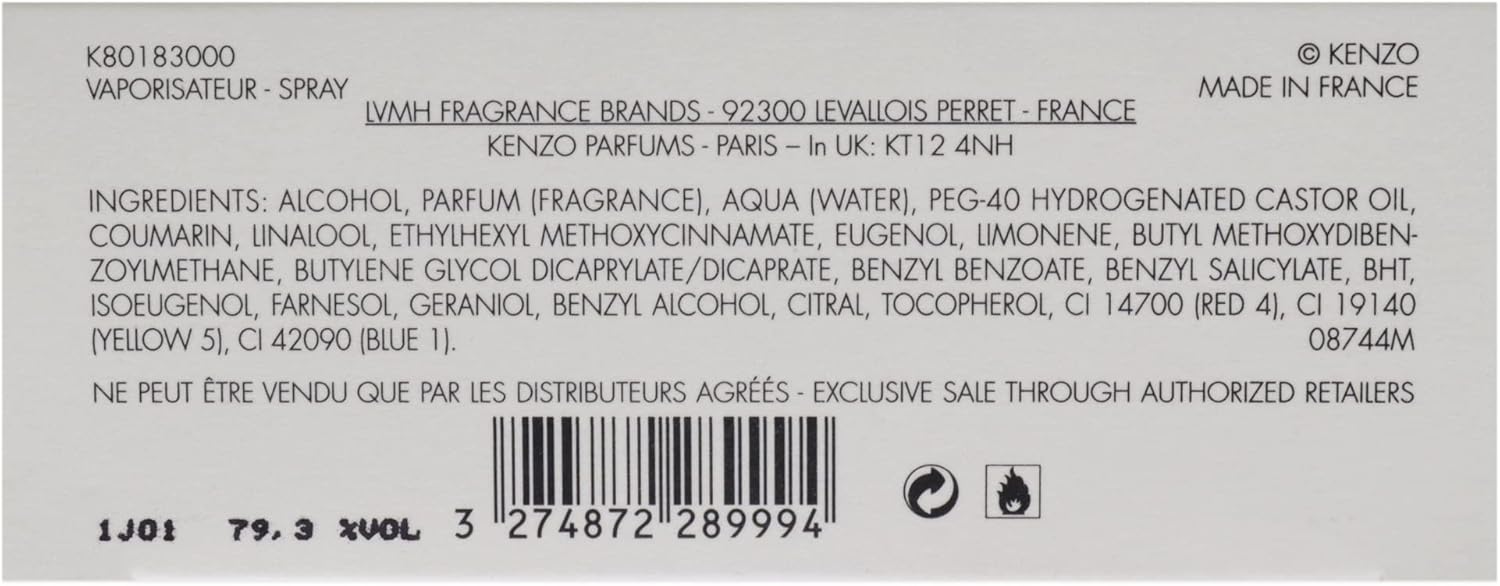 K80183000
© KENZO
VAPORISATEUR - SPRAY
MADE IN FRANCE
LVMH FRAGRANCE BRANDS - 92300 LEVALLOIS PERRET - FRANCE
KENZO PARFUMS - PARIS – In UK: KT12 4NH
INGREDIENTS: ALCOHOL, PARFUM (FRAGRANCE), AQUA (WATER), PEG-40 HYDROGENATED CASTOR OIL,
COUMARIN, LINALOOL, ETHYLHEXYL METHOXYCINNAMATE, EUGENOL, LIMONENE, BUTYL METHOXYDIBEN-
ZOYLMETHANE, BUTYLENE GLYCOL DICAPRYLATE/DICAPRATE, BENZYL BENZOATE, BENZYL SALICYLATE, BHT,
ISOEUGENOL, FARNESOL, GERANIOL, BENZYL ALCOHOL, CITRAL, TOCOPHEROL, CI 14700 (RED 4), CI 19140
(YELLOW 5), CI 42090 (BLUE 1).
08744M
NE PEUT ÊTRE VENDU QUE PAR LES DISTRIBUTEURS AGRÉÉS - EXCLUSIVE SALE THROUGH AUTHORIZED RETAILERS
1J01 79.3 %VOL
3 274872 289994